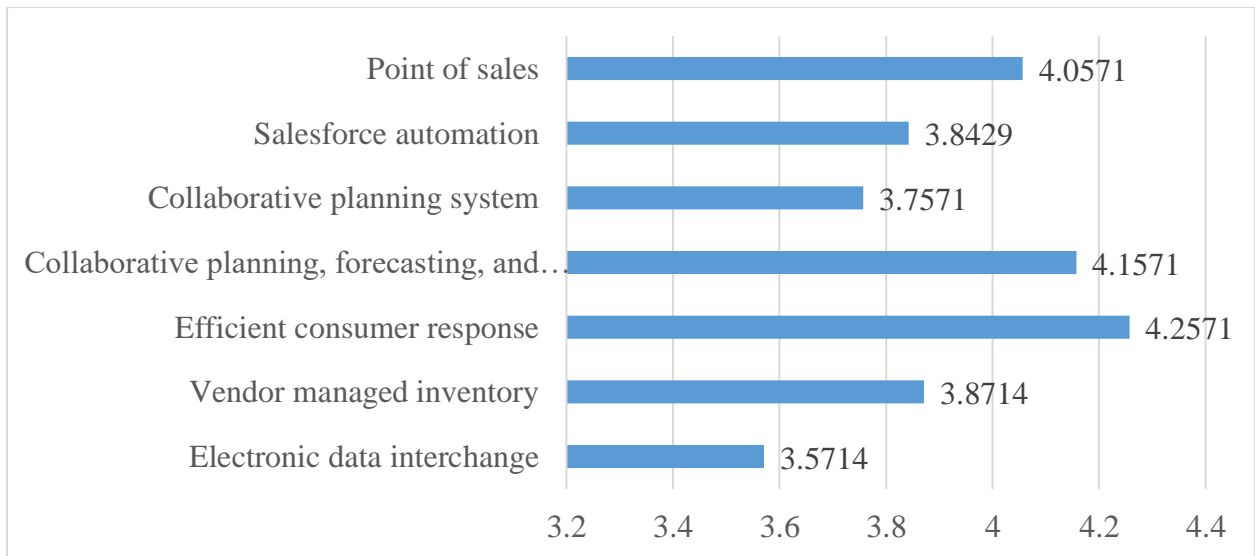 Point of sales 4.0571
Salesforce automation 3.8429
Collaborative planning system 3.7571
Collaborative planning, forecasting, and… 4.1571
Efficient consumer response 4.2571
Vendor managed inventory 3.8714
Electronic data interchange 3.5714
3.2 3.4 3.6 3.8 4 4.2 4.4